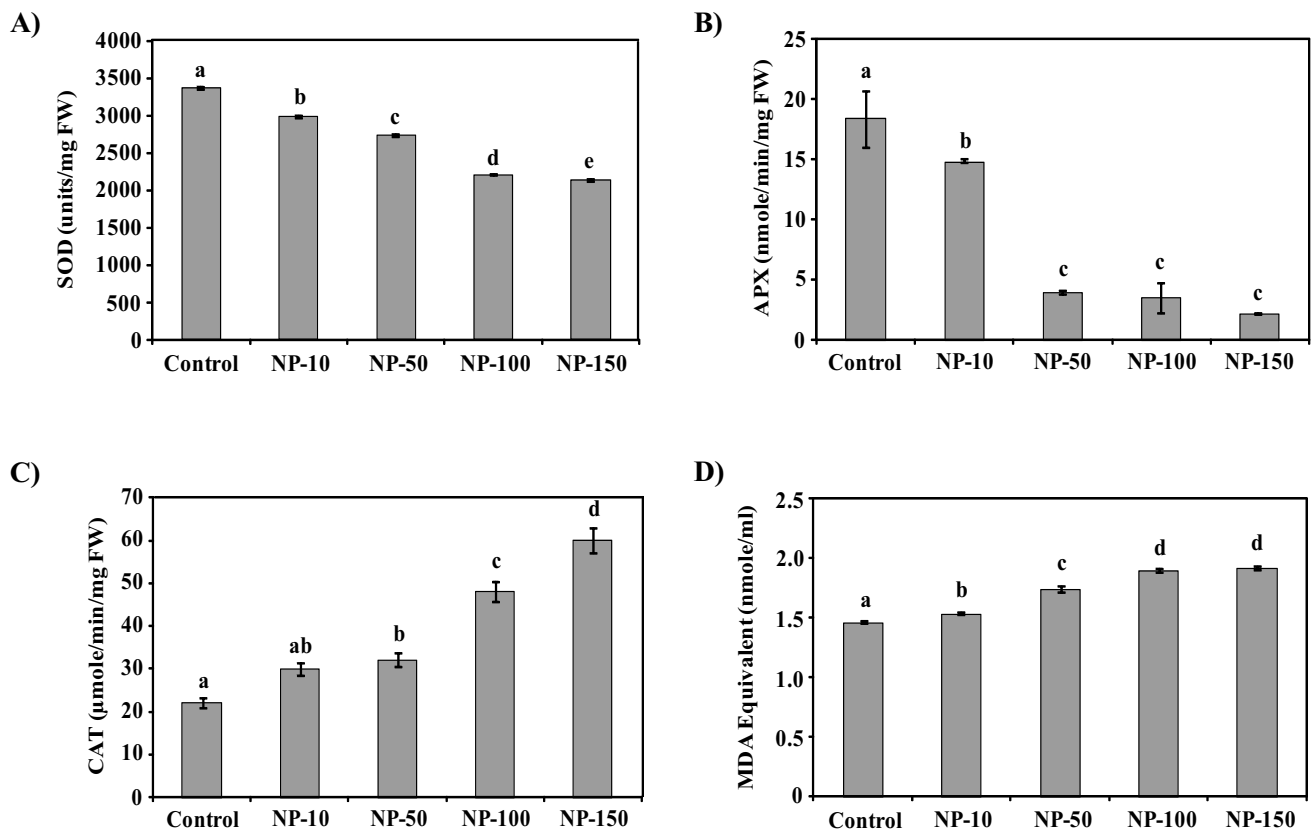 A)
SOD (units/mg FW)
4000
3500
3000
2500
2000
1500
1000
500
0
a
b
c
d
e
Control NP-10 NP-50 NP-100 NP-150
B)
APX (nmole/min/mg FW)
25
20
15
10
5
0
a
b
c
c
c
Control NP-10 NP-50 NP-100 NP-150
C)
CAT (µmole/min/mg FW)
70
60
50
40
30
20
10
0
a
ab
b
c
d
Control NP-10 NP-50 NP-100 NP-150
D)
MDA Equivalent (nmole/ml)
2.5
2.0
1.5
1.0
0.5
0
a
b
c
d
d
Control NP-10 NP-50 NP-100 NP-150